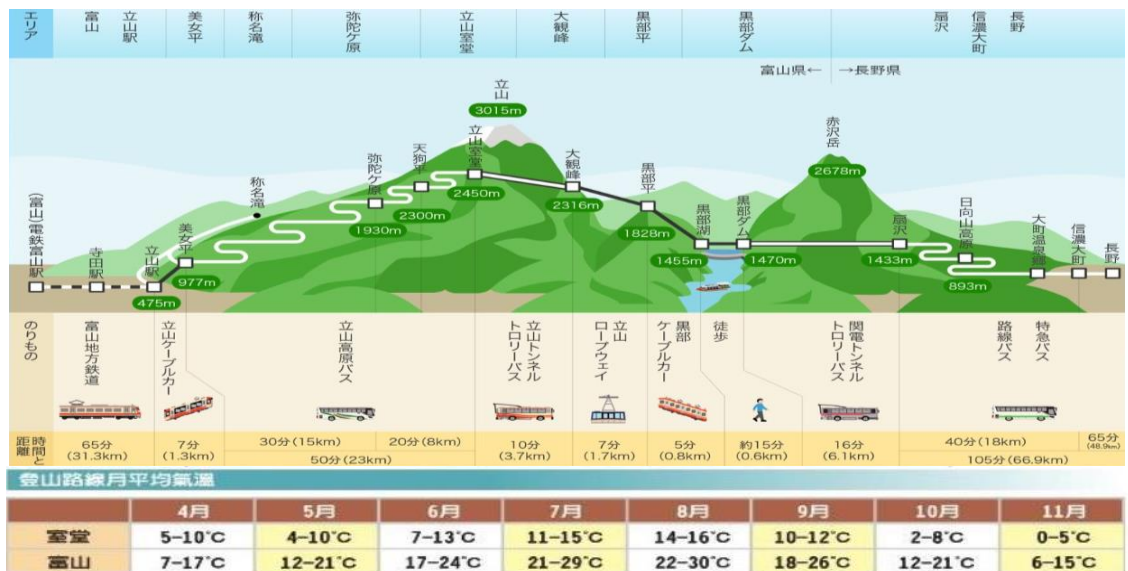 エリア
富山
立山駅
美女平
称名滝
弥陀ケ原
立山室堂
大観峰
黒部平
黒部ダム
扇沢
信濃大町
長野
富山県← →長野県
立山
3015m
赤沢岳
2678m
(富山)電鉄富山駅
寺田駅
立山駅
475m
美女平
977m
称名滝
弥陀ケ原
1930m
天狗平
2300m
立山室堂
2450m
大観峰
2316m
黒部平
1828m
黒部湖
1455m
黒部ダム
1470m
扇沢
1433m
日向山高原
893m
大町温泉郷
信濃大町
長野
のりもの
富山地方鉄道
立山ケーブルカー
立山高原バス
立山トンネル
トロリーバス
立山
ロープウェイ
黒部
ケーブルカー
徒歩
関電トンネル
トロリーバス
特急バス
路線バス
時間と
距離
65分
(31.3km)
7分
(1.3km)
30分(15km)
20分(8km)
50分(23km)
10分
(3.7km)
7分
(1.7km)
5分
(0.8km)
約15分
(0.6km)
16分
(6.1km)
40分(18km)
65分
(48.9km)
105分(66.9km)
登山路線月平均氣溫
4月 5月 6月 7月 8月 9月 10月 11月
室堂 5-10°C 4-10°C 7-13°C 11-15°C 14-16°C 10-12°C 2-8°C 0-5°C
富山 7-17°C 12-21°C 17-24°C 21-29°C 22-30°C 18-26°C 12-21°C 6-15°C